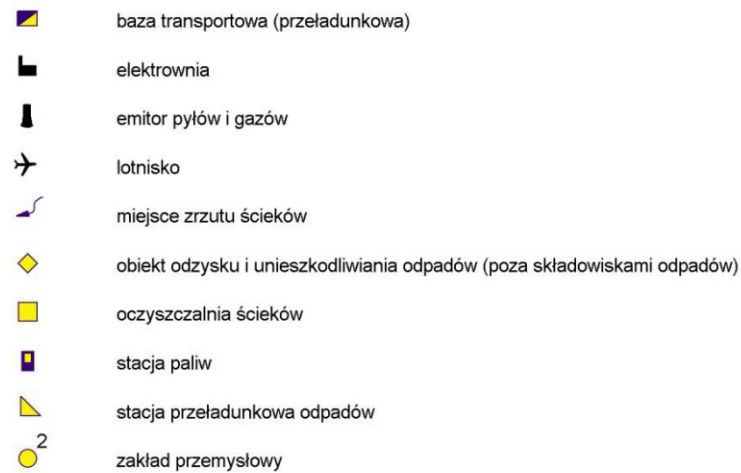 baza transportowa (przeładunkowa)
elektrownia
emitor pyłów i gazów
lotnisko
miejsce zrzutu ścieków
obiekt odzysku i unieszkodliwiania odpadów (poza składowiskami odpadów)
oczyszczalnia ścieków
stacja paliw
stacja przeładunkowa odpadów
2
zakład przemysłowy